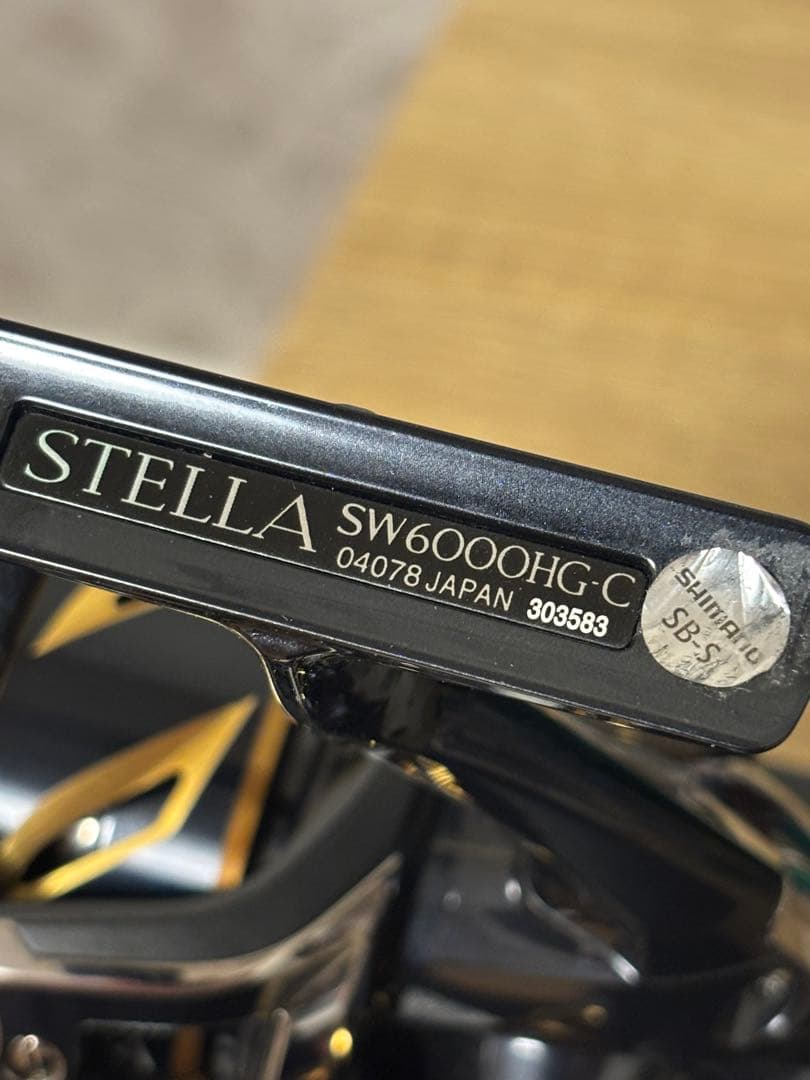 STELLA SW6000HG-C
04078 JAPAN 303583
SHIMANO
SB-S